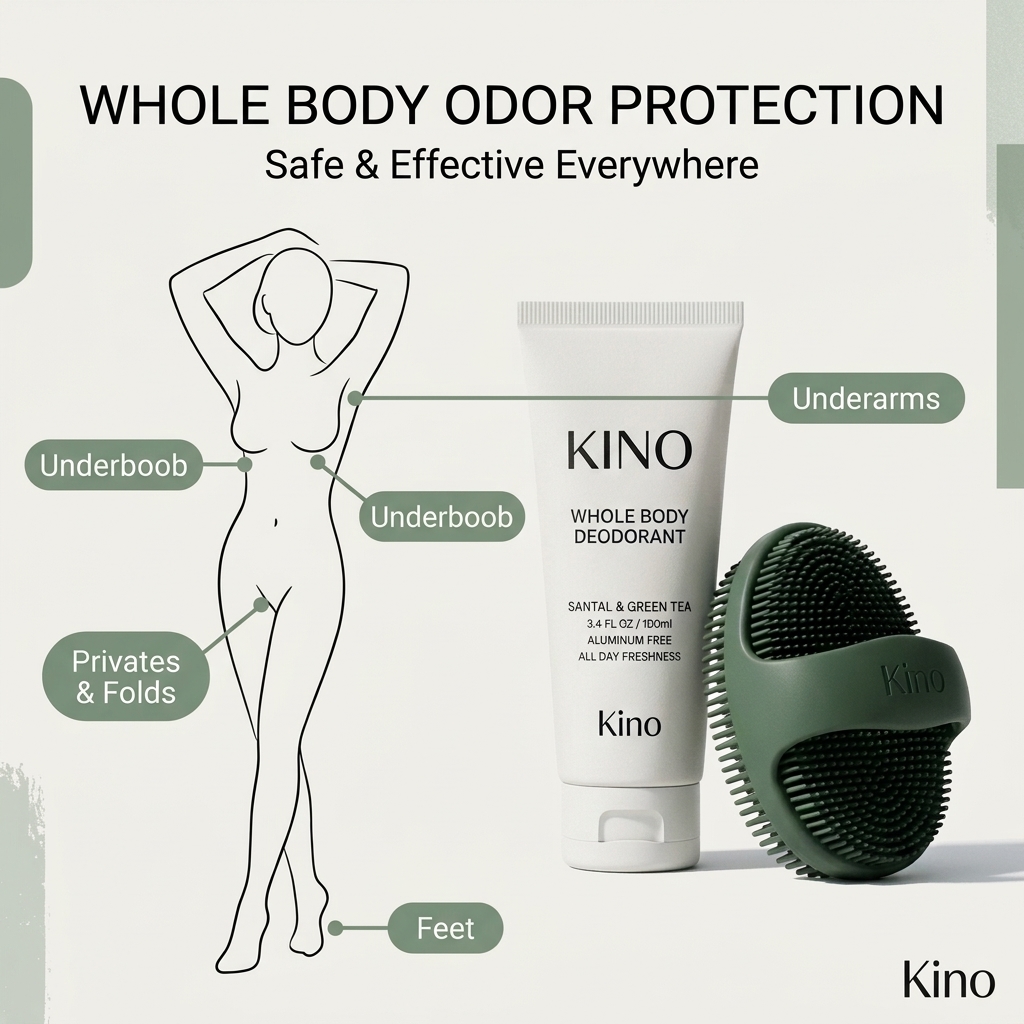 WHOLE BODY ODOR PROTECTION
Safe & Effective Everywhere
Underarms
Underboob
Underboob
Privates
& Folds
Feet
KINO
WHOLE BODY
DEODORANT
SANTAL & GREEN TEA
3.4 FL OZ / 100ml
ALUMINUM FREE
ALL DAY FRESHNESS
Kino
Kino
Kino